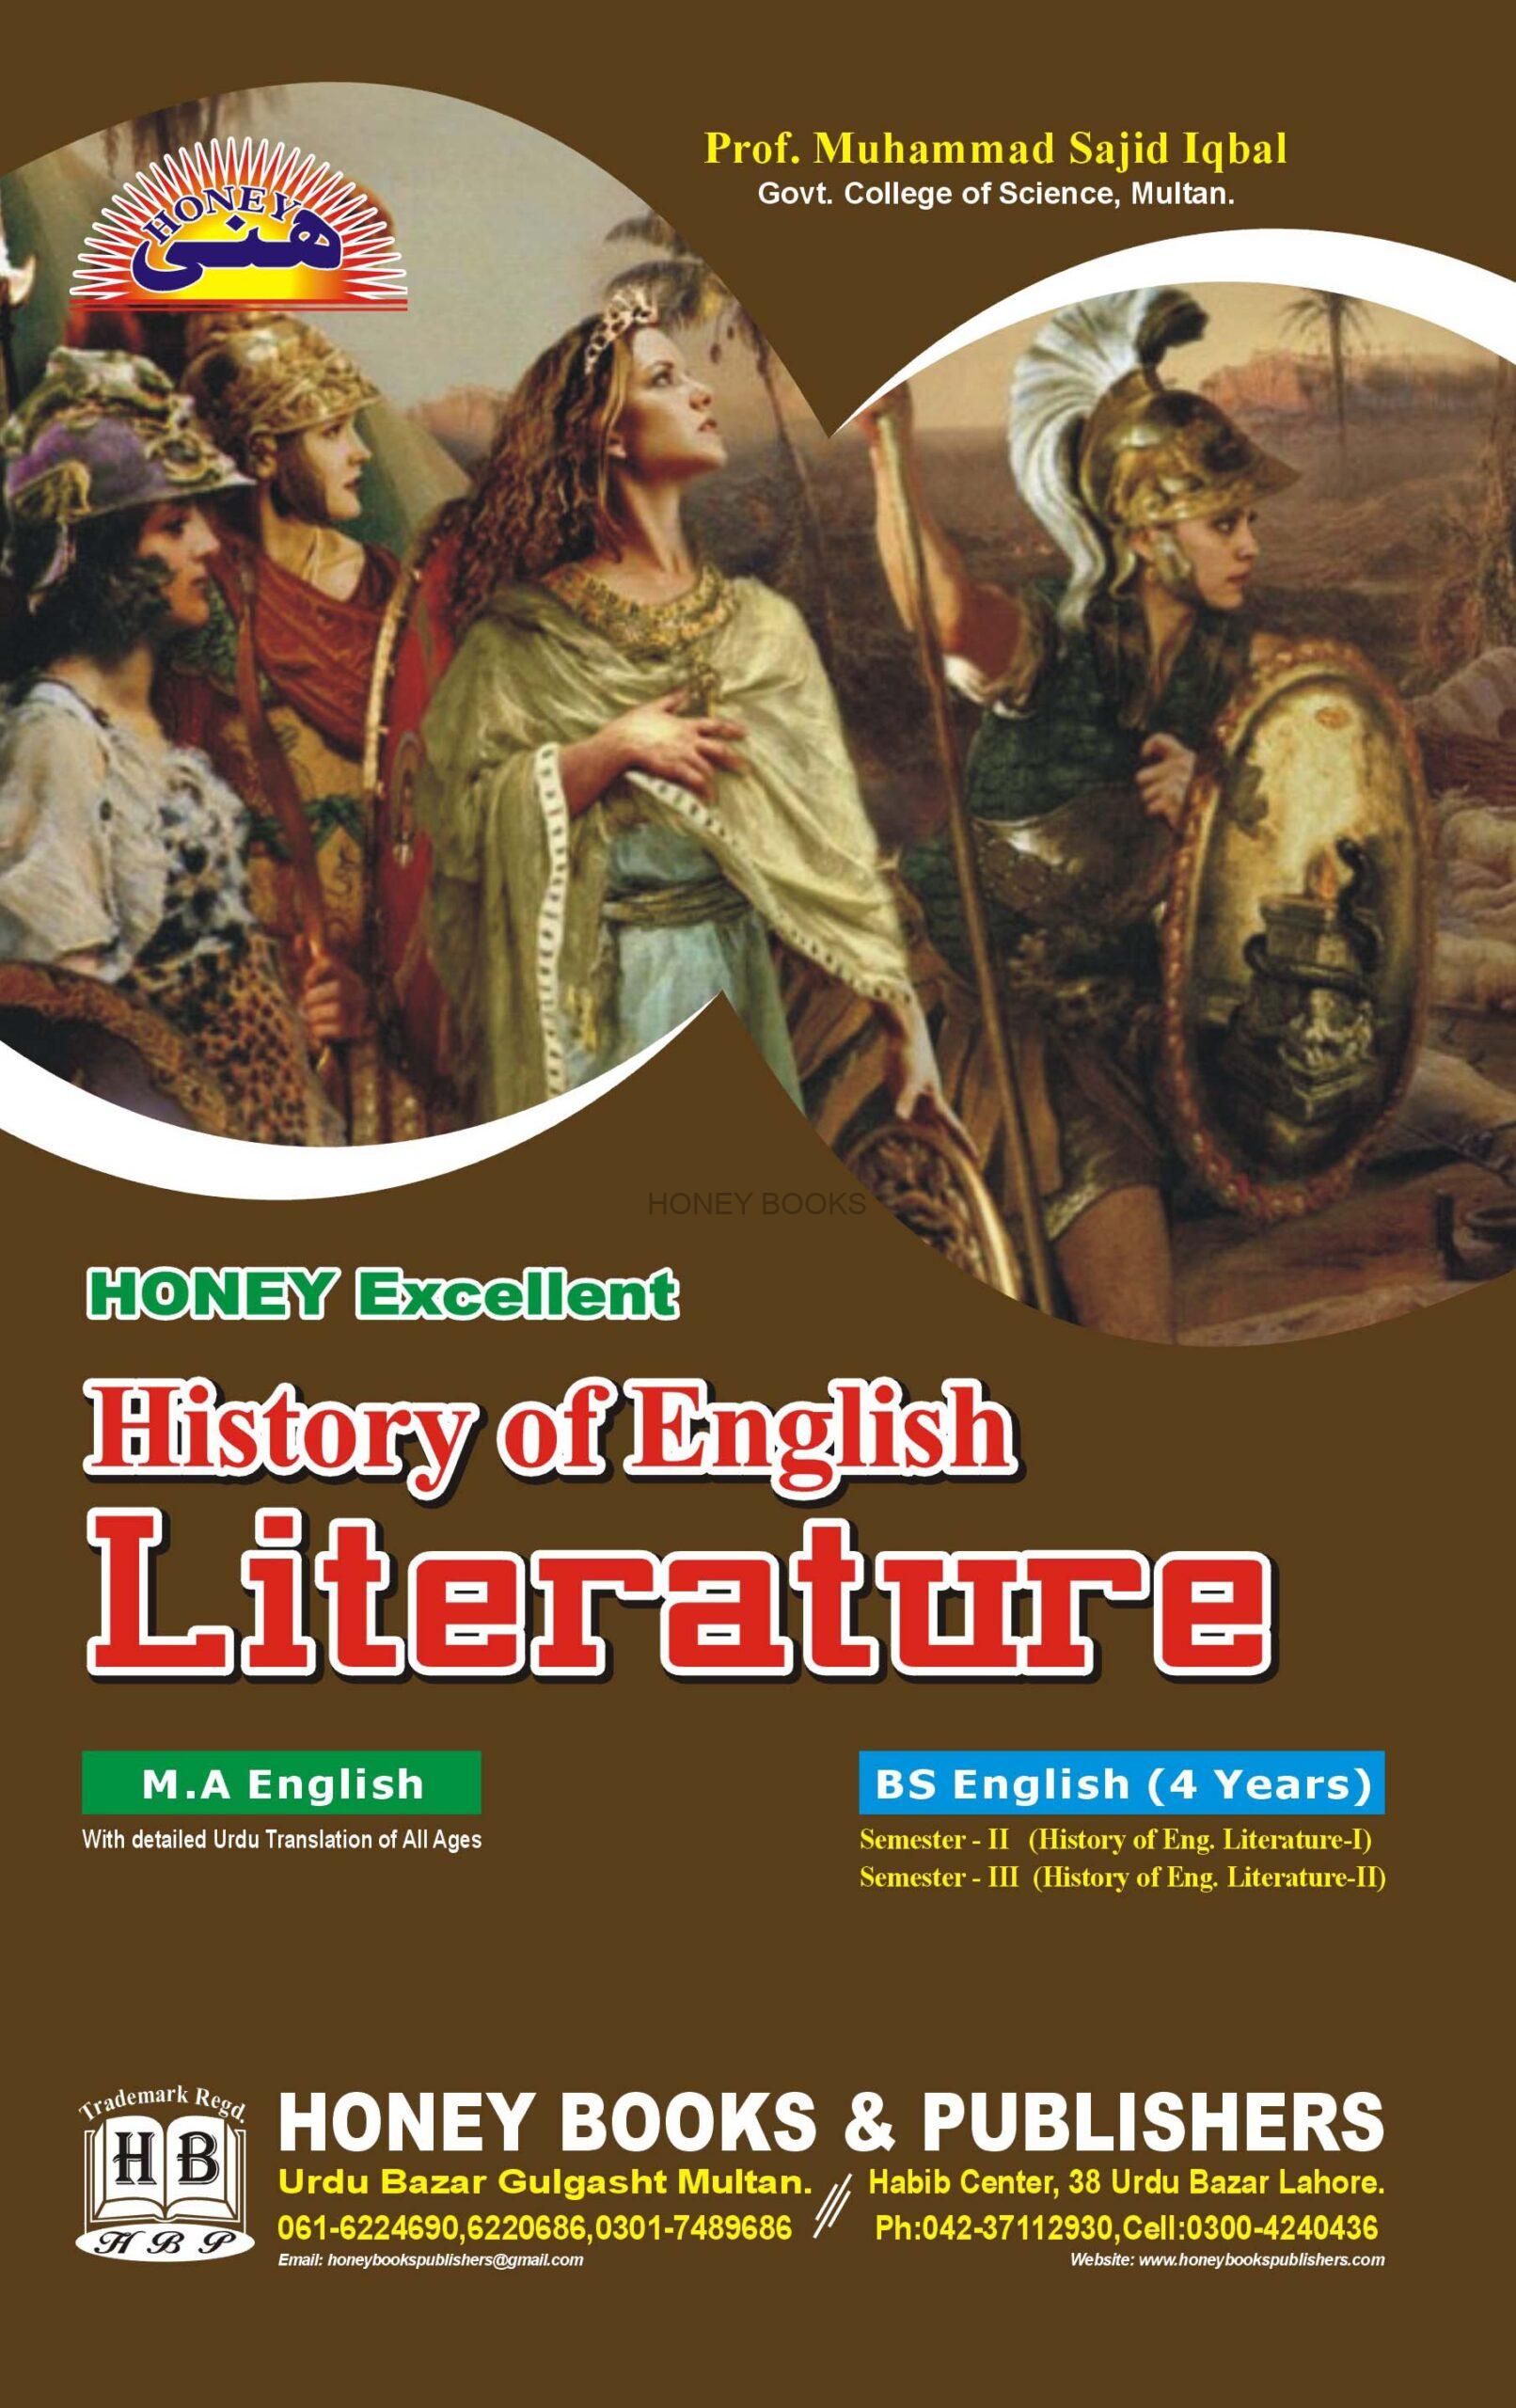 Prof. Muhammad Sajid Iqbal
Govt. College of Science, Multan.
HONEY
ھنی
HONEY BOOKS
HONEY Excellent
History of English
Literature
M.A English
With detailed Urdu Translation of All Ages
BS English (4 Years)
Semester - II (History of Eng. Literature-I)
Semester - III (History of Eng. Literature-II)
Trademark Regd.
HB
HBP
HONEY BOOKS & PUBLISHERS
Urdu Bazar Gulgasht Multan.
061-6224690,6220686,0301-7489686
Email: honeybookspublishers@gmail.com
Habib Center, 38 Urdu Bazar Lahore.
Ph:042-37112930,Cell:0300-4240436
Website: www.honeybookspublishers.com